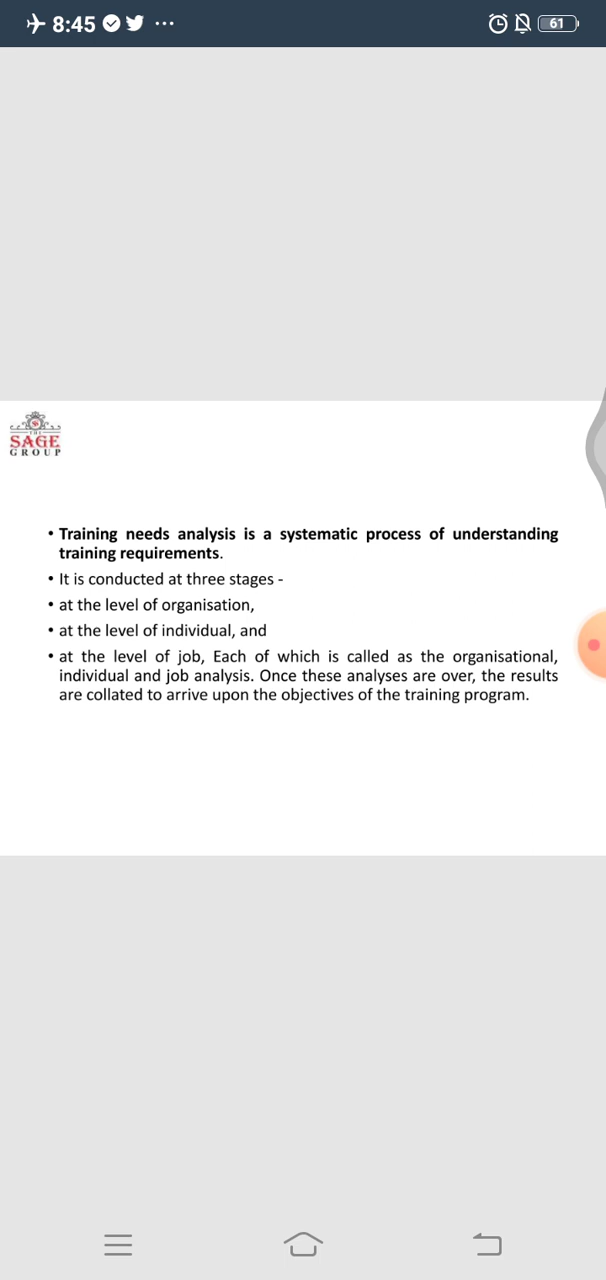 8:45
61
THE
SAGE
GROUP
• Training needs analysis is a systematic process of understanding
training requirements.
• It is conducted at three stages -
• at the level of organisation,
• at the level of individual, and
• at the level of job, Each of which is called as the organisational,
individual and job analysis. Once these analyses are over, the results
are collated to arrive upon the objectives of the training program.